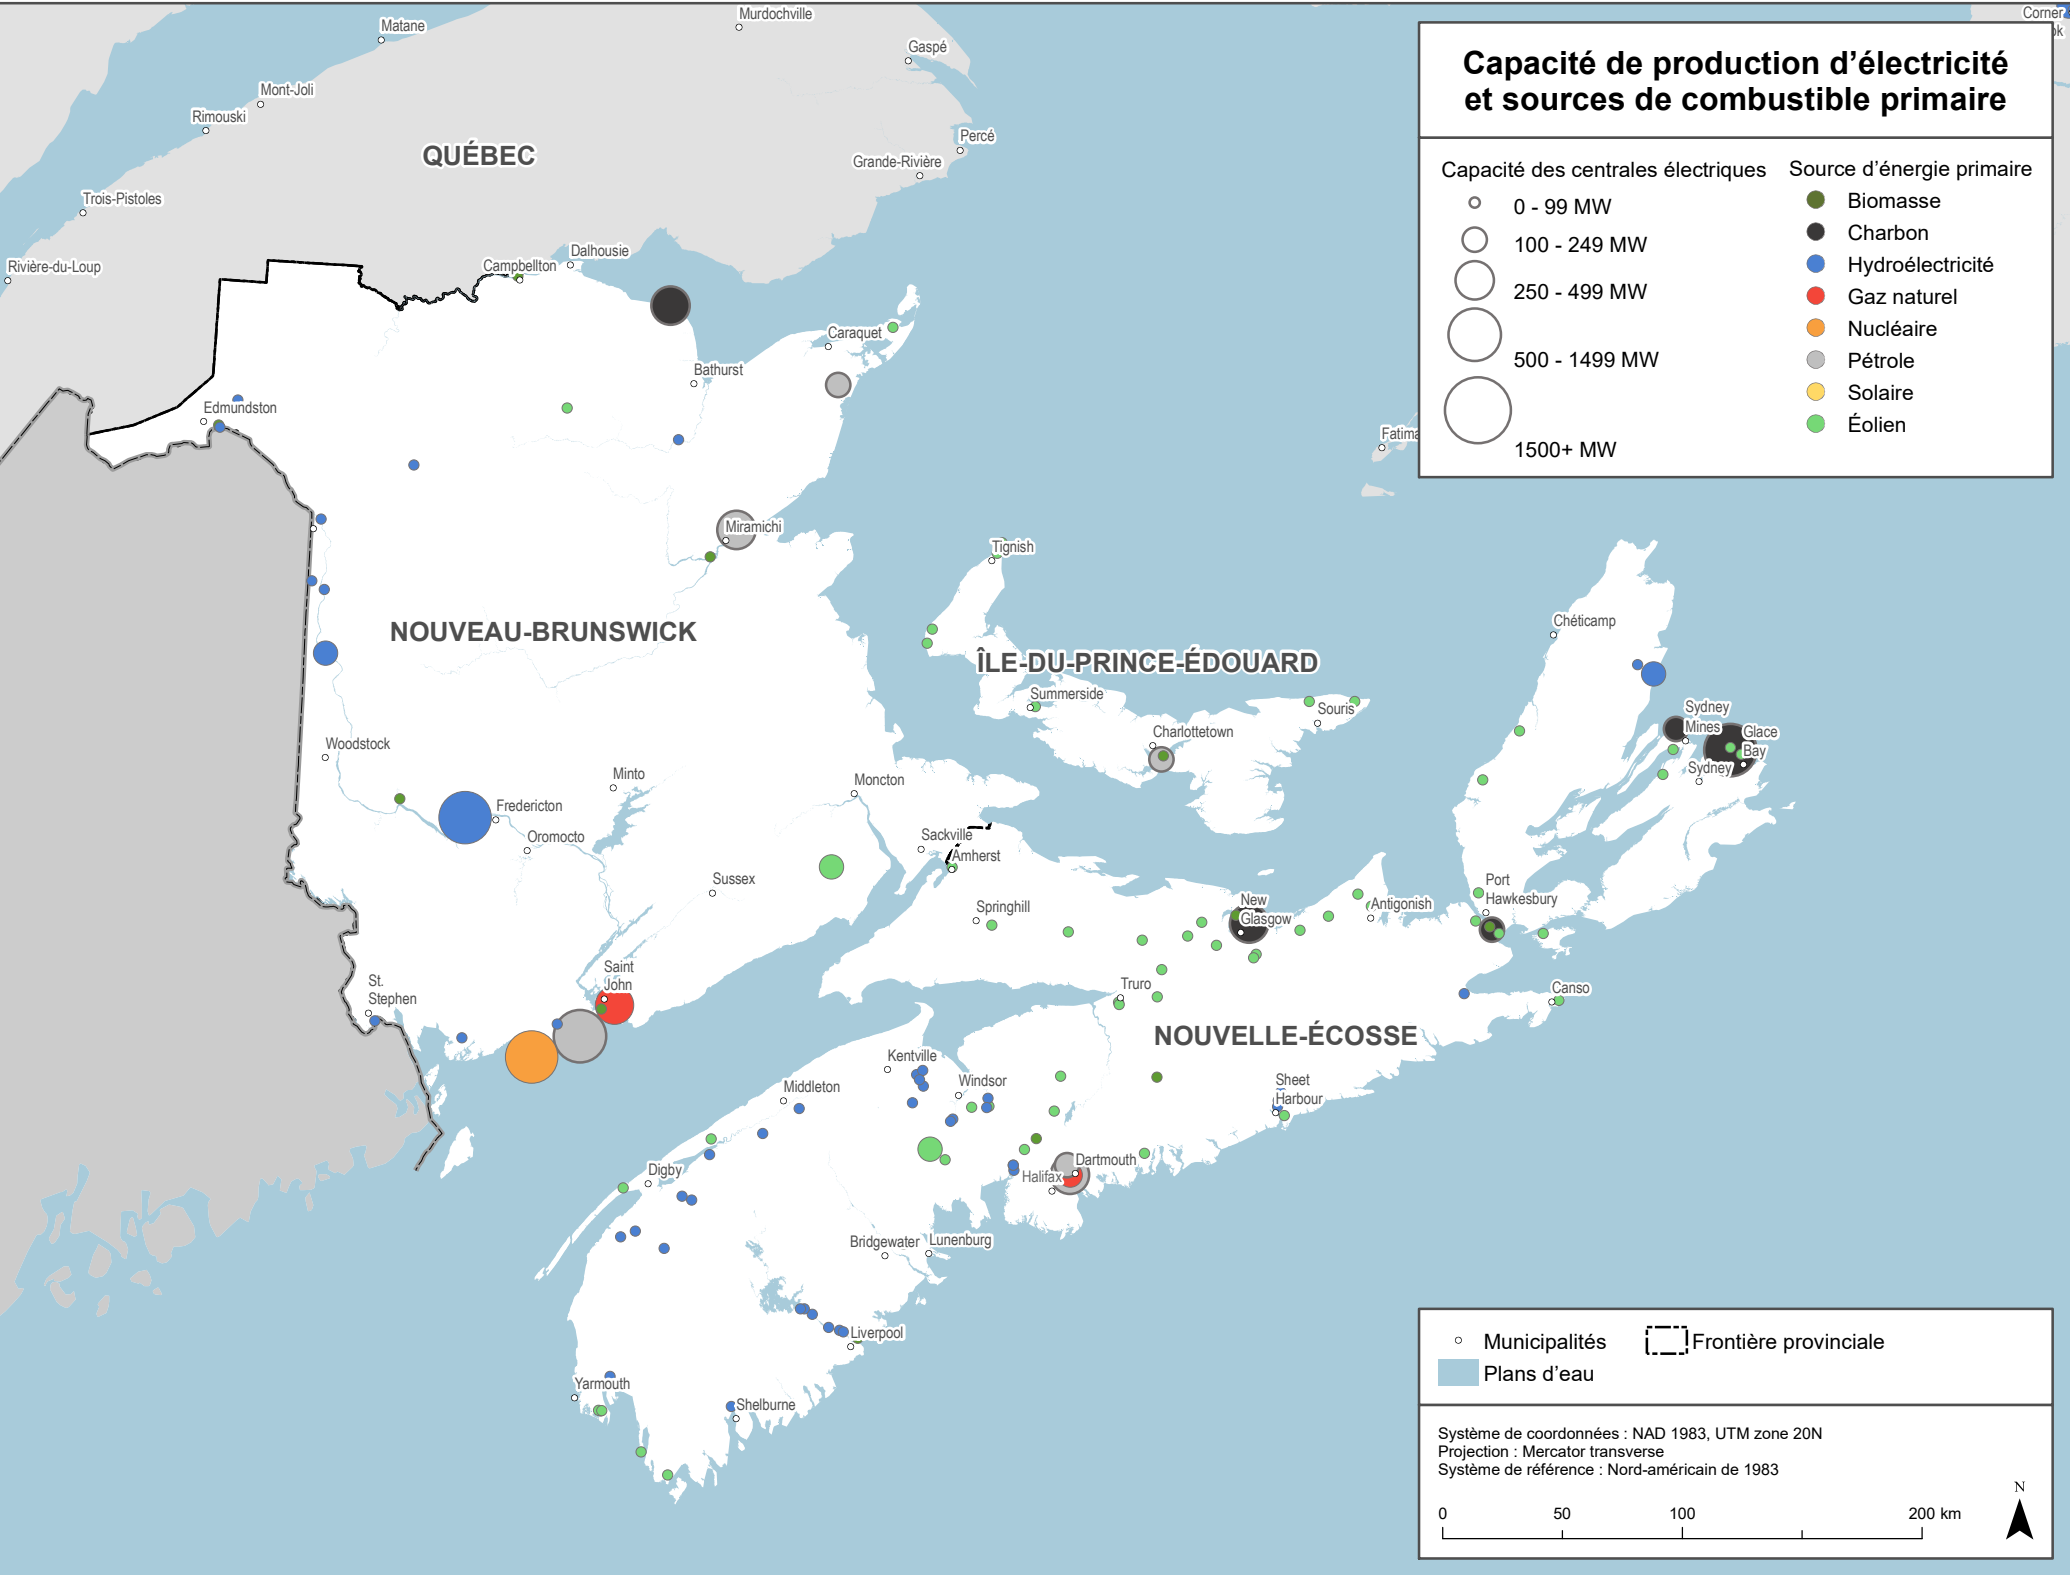 Matane
Murdochville
Gaspé
Corner
Mont-Joli
Rimouski
Percé
QUÉBEC
Grande-Rivière
Trois-Pistoles
Rivière-du-Loup
Campbellton
Dalhousie
Caraquet
Bathurst
Edmundston
Miramichi
NOUVEAU-BRUNSWICK
Woodstock
Minto
Fredericton
Oromocto
Moncton
Sackville
Amherst
Sussex
Springhill
Saint
John
St.
Stephen
Tignish
ÎLE-DU-PRINCE-ÉDOUARD
Summerside
Souris
Charlottetown
Chéticamp
Sydney
Mines
Glace
Bay
Sydney
Port
Hawkesbury
New
Glasgow
Antigonish
Truro
Canso
NOUVELLE-ÉCOSSE
Kentville
Windsor
Middleton
Sheet
Harbour
Digby
Dartmouth
Halifax
Bridgewater
Lunenburg
Liverpool
Yarmouth
Shelburne
Capacité de production d’électricité
et sources de combustible primaire
Capacité des centrales électriques
0 - 99 MW
100 - 249 MW
250 - 499 MW
500 - 1499 MW
1500+ MW
Source d’énergie primaire
Biomasse
Charbon
Hydroélectricité
Gaz naturel
Nucléaire
Pétrole
Solaire
Éolien
Municipalités
Frontière provinciale
Plans d’eau
Système de coordonnées : NAD 1983, UTM zone 20N
Projection : Mercator transverse
Système de référence : Nord-américain de 1983
N
0 50 100 200 km